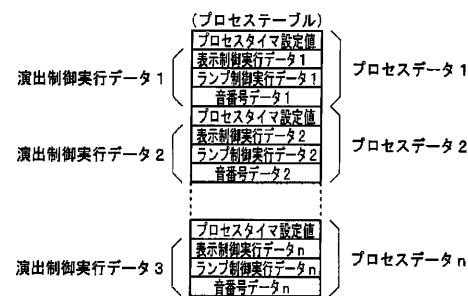 (プロセステーブル)
プロセスタイマ設定値
表示制御実行データ1
ランプ制御実行データ1
音番号データ1
演出制御実行データ1
プロセスデータ1
プロセスタイマ設定値
表示制御実行データ2
ランプ制御実行データ2
音番号データ2
演出制御実行データ2
プロセスデータ2
プロセスタイマ設定値
表示制御実行データn
ランプ制御実行データn
音番号データn
演出制御実行データ3
プロセスデータn